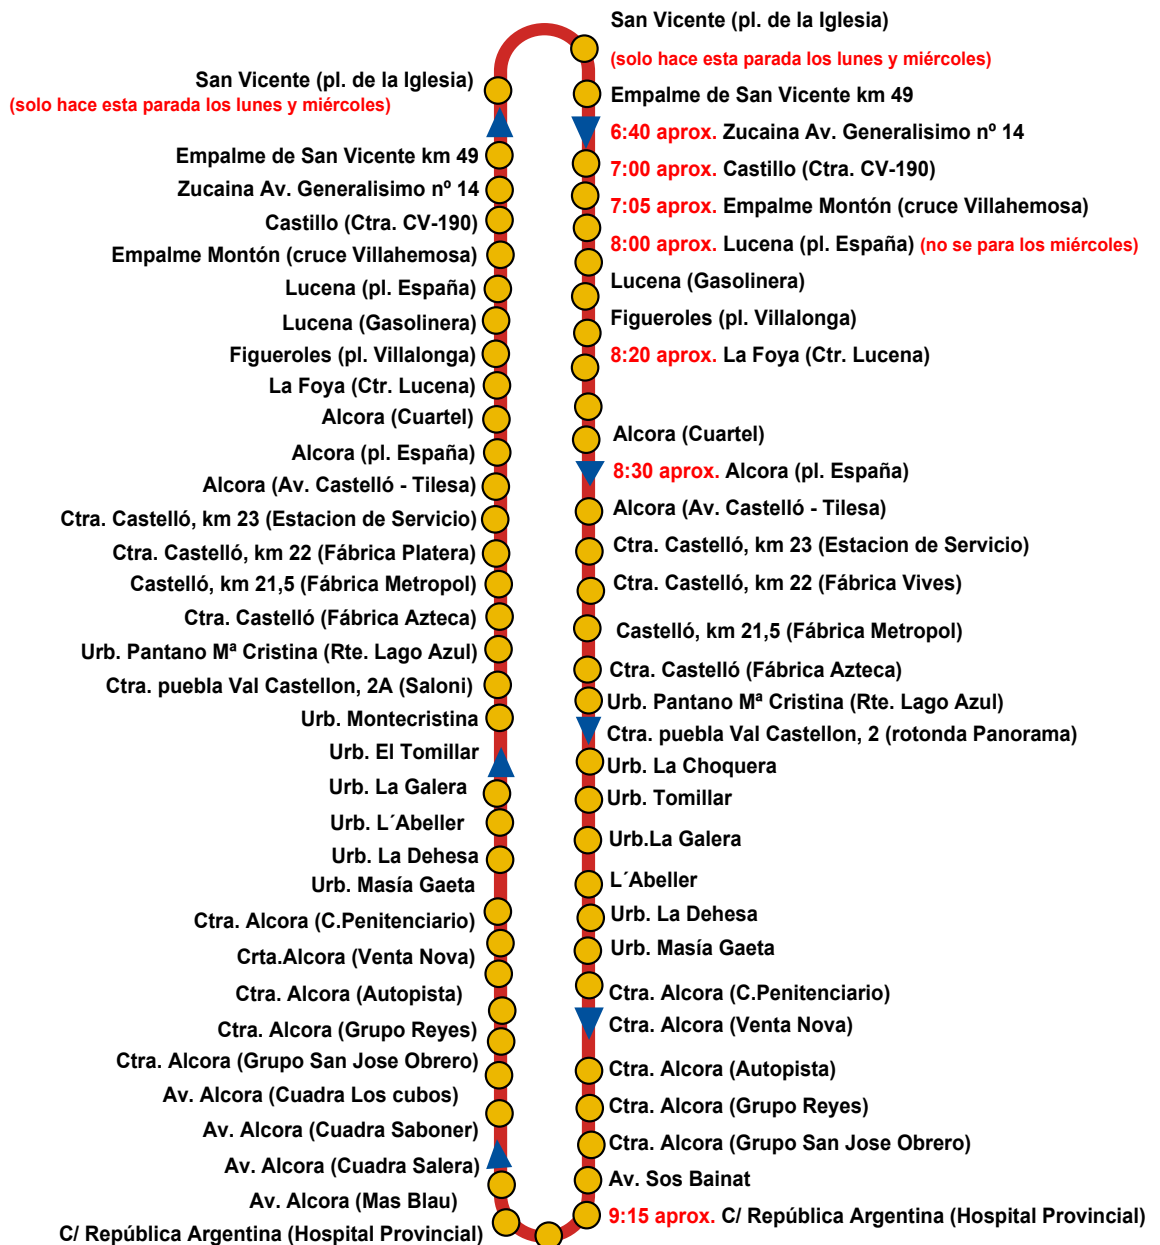 San Vicente (pl. de la Iglesia)
(solo hace esta parada los lunes y miércoles)
Empalme de San Vicente km 49
Zucaina Av. Generalisimo nº 14
Castillo (Ctra. CV-190)
Empalme Montón (cruce Villahemosa)
Lucena (pl. España)
Lucena (Gasolinera)
Figueroles (pl. Villalonga)
La Foya (Ctr. Lucena)
Alcora (Cuartel)
Alcora (pl. España)
Alcora (Av. Castelló - Tilesa)
Ctra. Castelló, km 23 (Estacion de Servicio)
Ctra. Castelló, km 22 (Fábrica Platera)
Castelló, km 21,5 (Fábrica Metropol)
Ctra. Castelló (Fábrica Azteca)
Urb. Pantano Mª Cristina (Rte. Lago Azul)
Ctra. puebla Val Castellon, 2A (Saloni)
Urb. Montecristina
Urb. El Tomillar
Urb. La Galera
Urb. L´Abeller
Urb. La Dehesa
Urb. Masía Gaeta
Ctra. Alcora (C.Penitenciario)
Crta.Alcora (Venta Nova)
Ctra. Alcora (Autopista)
Ctra. Alcora (Grupo Reyes)
Ctra. Alcora (Grupo San Jose Obrero)
Av. Alcora (Cuadra Los cubos)
Av. Alcora (Cuadra Saboner)
Av. Alcora (Cuadra Salera)
Av. Alcora (Mas Blau)
C/ República Argentina (Hospital Provincial)
San Vicente (pl. de la Iglesia)
(solo hace esta parada los lunes y miércoles)
Empalme de San Vicente km 49
6:40 aprox. Zucaina Av. Generalisimo nº 14
7:00 aprox. Castillo (Ctra. CV-190)
7:05 aprox. Empalme Montón (cruce Villahemosa)
8:00 aprox. Lucena (pl. España) (no se para los miércoles)
Lucena (Gasolinera)
Figueroles (pl. Villalonga)
8:20 aprox. La Foya (Ctr. Lucena)
Alcora (Cuartel)
8:30 aprox. Alcora (pl. España)
Alcora (Av. Castelló - Tilesa)
Ctra. Castelló, km 23 (Estacion de Servicio)
Ctra. Castelló, km 22 (Fábrica Vives)
Castelló, km 21,5 (Fábrica Metropol)
Ctra. Castelló (Fábrica Azteca)
Urb. Pantano Mª Cristina (Rte. Lago Azul)
Ctra. puebla Val Castellon, 2 (rotonda Panorama)
Urb. La Choquera
Urb. Tomillar
Urb.La Galera
L´Abeller
Urb. La Dehesa
Urb. Masía Gaeta
Ctra. Alcora (C.Penitenciario)
Ctra. Alcora (Venta Nova)
Ctra. Alcora (Autopista)
Ctra. Alcora (Grupo Reyes)
Ctra. Alcora (Grupo San Jose Obrero)
Av. Sos Bainat
9:15 aprox. C/ República Argentina (Hospital Provincial)